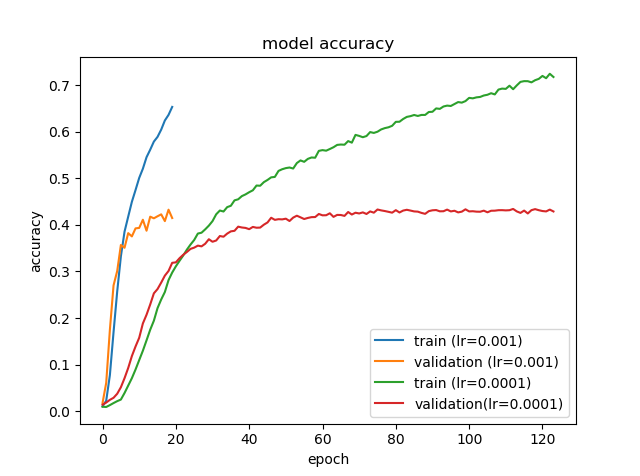 model accuracy
0.7
0.6
0.5
0.4
0.3
0.2
0.1
0.0
accuracy
0 20 40 60 80 100 120
epoch
train (lr=0.001)
validation (lr=0.001)
train (lr=0.0001)
validation(lr=0.0001)